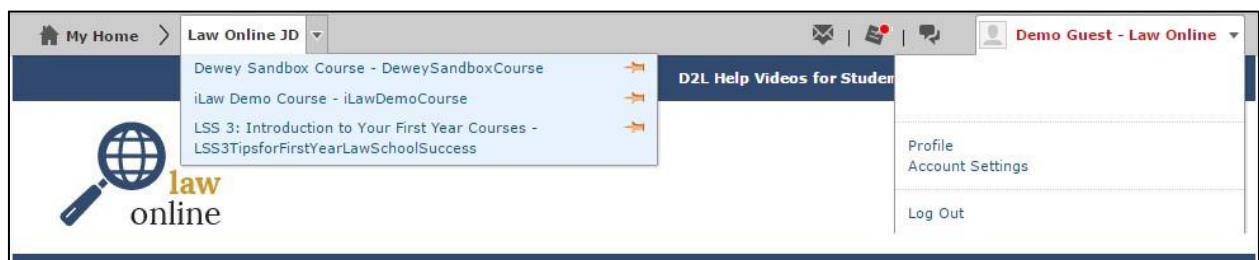 My Home
Law Online JD
Demo Guest - Law Online
Dewey Sandbox Course - DeweySandboxCourse
iLaw Demo Course - iLawDemoCourse
LSS 3: Introduction to Your First Year Courses -
LSS3TipsforFirstYearLawSchoolSuccess
D2L Help Videos for Studen
Profile
Account Settings
Log Out
law
online